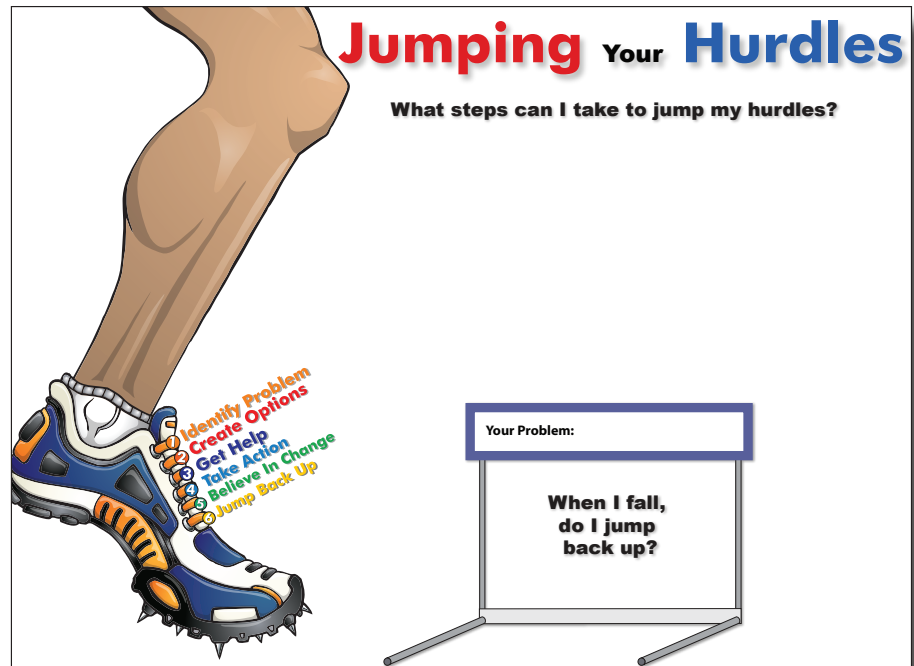 Jumping Your Hurdles
What steps can I take to jump my hurdles?
1 Identify Problem
2 Create Options
3 Get Help
4 Take Action
5 Believe In Change
6 Jump Back Up
Your Problem:
When I fall,
do I jump
back up?